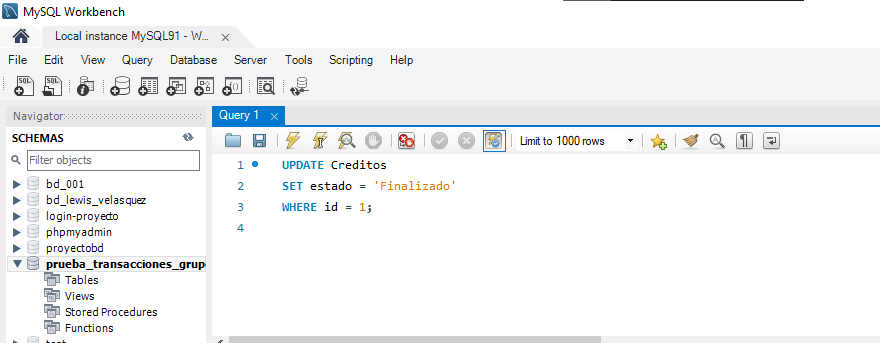 MySQL Workbench
Local instance MySQL91 - W... ×
File Edit View Query Database Server Tools Scripting Help
Navigator
Query 1 ×
SCHEMAS
Limit to 1000 rows
Filter objects
1 UPDATE Creditos
2 SET estado = 'Finalizado'
3 WHERE id = 1;
4
bd_001
bd_lewis_velasquez
login-proyecto
phpmyadmin
proyectobd
prueba_transacciones_grup
Tables
Views
Stored Procedures
Functions